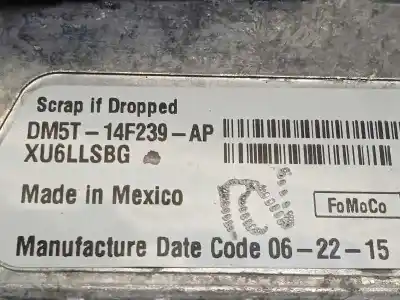 Scrap if Dropped
DM5T-14F239-AP
XU6LLSBG
Made in Mexico
FoMoCo
Manufacture Date Code 06-22-15